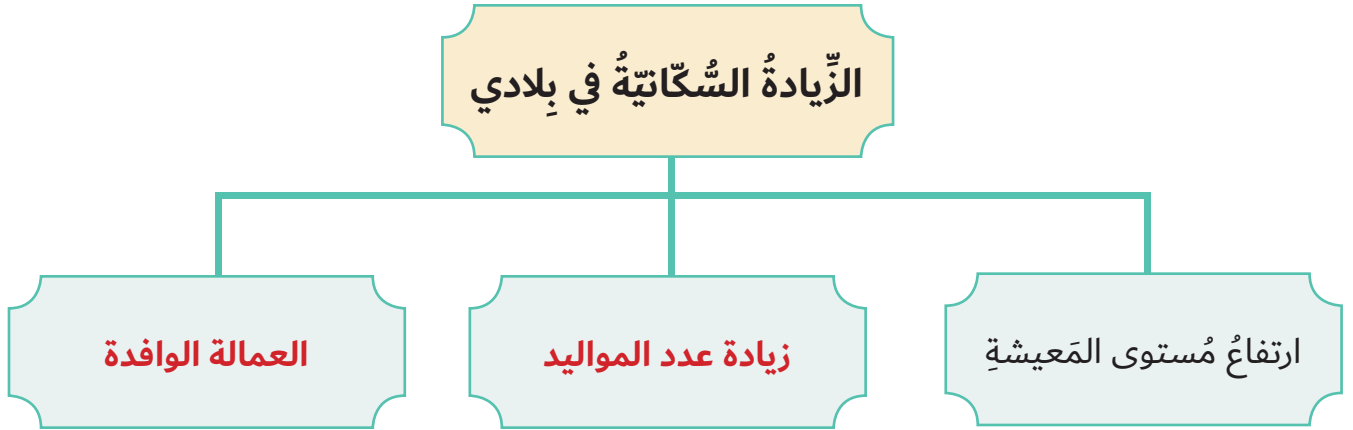 الزِّيادةُ السُّكّانيّةُ في بِلادي
ارتفاعُ مُستوى المَعيشةِ
زيادة عدد المواليد
العمالة الوافدة